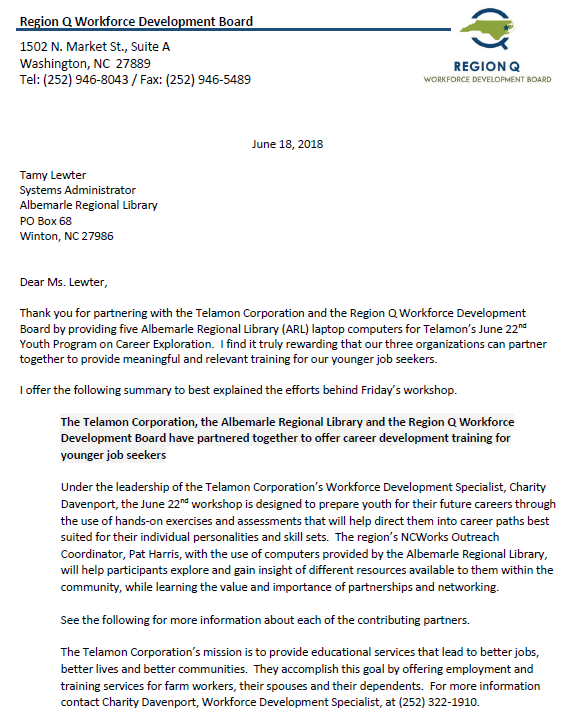 Region Q Workforce Development Board
1502 N. Market St., Suite A
Washington, NC  27889
Tel: (252) 946-8043 / Fax: (252) 946-5489
REGION Q
WORKFORCE DEVELOPMENT BOARD
June 18, 2018
Tamy Lewter
Systems Administrator
Albemarle Regional Library
PO Box 68
Winton, NC 27986
Dear Ms. Lewter,
Thank you for partnering with the Telamon Corporation and the Region Q Workforce Development
Board by providing five Albemarle Regional Library (ARL) laptop computers for Telamon's June 22nd
Youth Program on Career Exploration.  I find it truly rewarding that our three organizations can partner
together to provide meaningful and relevant training for our younger job seekers.
I offer the following summary to best explained the efforts behind Friday's workshop.
The Telamon Corporation, the Albemarle Regional Library and the Region Q Workforce
Development Board have partnered together to offer career development training for
younger job seekers
Under the leadership of the Telamon Corporation's Workforce Development Specialist, Charity
Davenport, the June 22nd workshop is designed to prepare youth for their future careers through
the use of hands-on exercises and assessments that will help direct them into career paths best
suited for their individual personalities and skill sets.  The region's NCWorks Outreach
Coordinator, Pat Harris, with the use of computers provided by the Albemarle Regional Library,
will help participants explore and gain insight of different resources available to them within the
community, while learning the value and importance of partnerships and networking.
See the following for more information about each of the contributing partners.
The Telamon Corporation's mission is to provide educational services that lead to better jobs,
better lives and better communities.  They accomplish this goal by offering employment and
training services for farm workers, their spouses and their dependents.  For more information
contact Charity Davenport, Workforce Development Specialist, at (252) 322-1910.